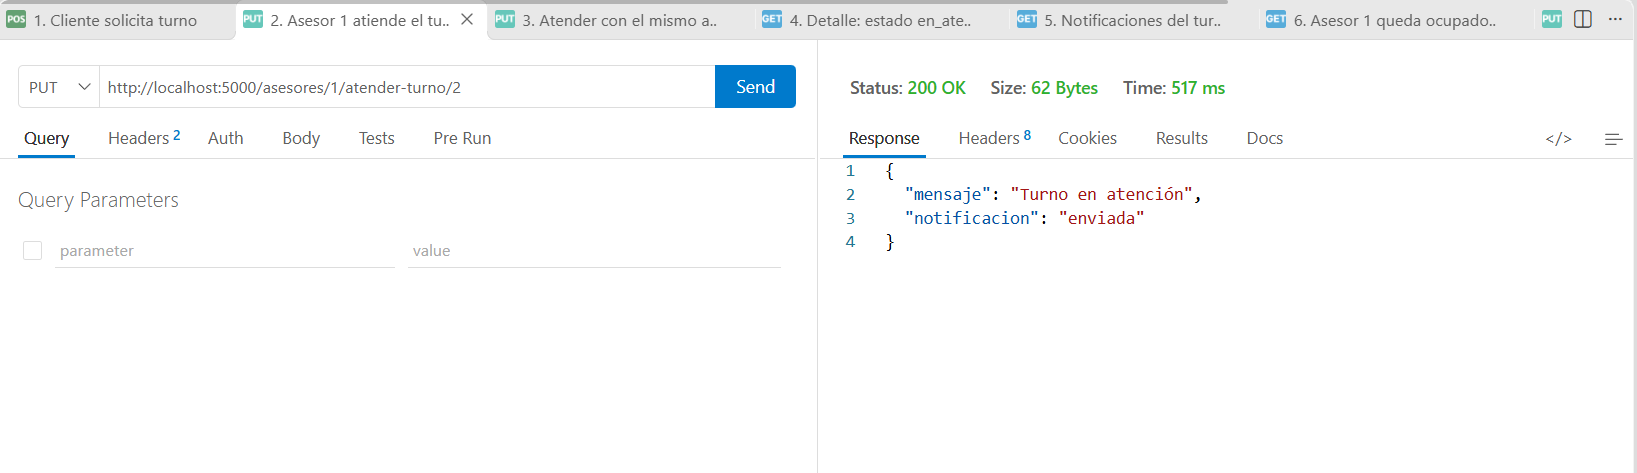 POS 1. Cliente solicita turno PUT 2. Asesor 1 atiende el tu.. PUT 3. Atender con el mismo a.. GET 4. Detalle: estado en_ate.. GET 5. Notificaciones del tur.. GET 6. Asesor 1 queda ocupado.. PUT
PUT http://localhost:5000/asesores/1/atender-turno/2 Send
Status: 200 OK Size: 62 Bytes Time: 517 ms
Query Headers 2 Auth Body Tests Pre Run
Response Headers 8 Cookies Results Docs </>
Query Parameters
parameter value
1 {
2 "mensaje": "Turno en atención",
3 "notificacion": "enviada"
4 }